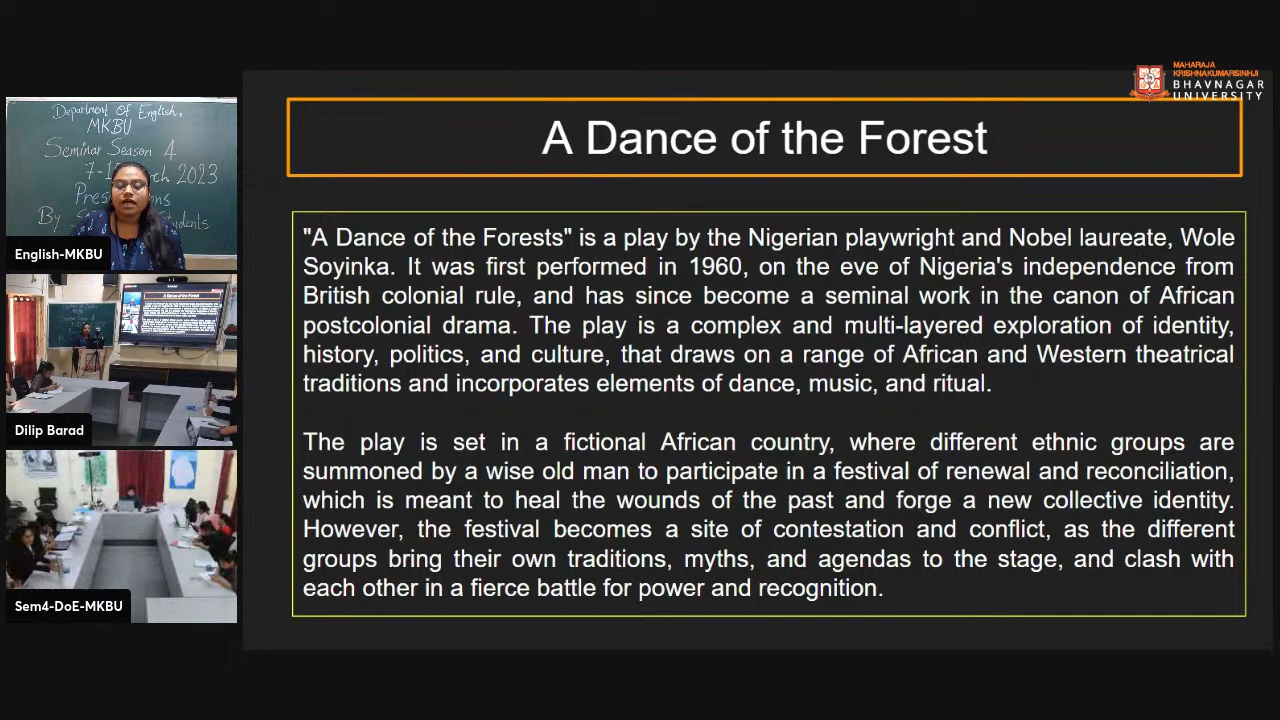 MAHARAJA
KRISHNAKUMARSINHJI
BHAVNAGAR
UNIVERSITY
A Dance of the Forest
"A Dance of the Forests" is a play by the Nigerian playwright and Nobel laureate, Wole
Soyinka. It was first performed in 1960, on the eve of Nigeria's independence from
British colonial rule, and has since become a seminal work in the canon of African
postcolonial drama. The play is a complex and multi-layered exploration of identity,
history, politics, and culture, that draws on a range of African and Western theatrical
traditions and incorporates elements of dance, music, and ritual.
The play is set in a fictional African country, where different ethnic groups are
summoned by a wise old man to participate in a festival of renewal and reconciliation,
which is meant to heal the wounds of the past and forge a new collective identity.
However, the festival becomes a site of contestation and conflict, as the different
groups bring their own traditions, myths, and agendas to the stage, and clash with
each other in a fierce battle for power and recognition.
Department Of English,
MKBU
Seminar Season 4
2023
By
English-MKBU
A Dance of the Forest
Dilip Barad
Sem4-DoE-MKBU